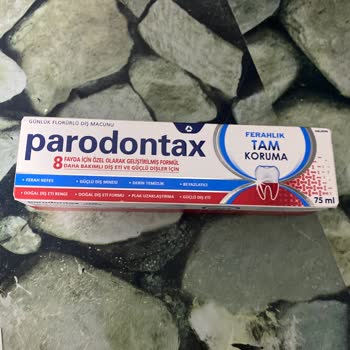 GÜNLÜK FLORÜRLÜ DİŞ MACUNU
parodontax
8 FAYDA İÇİN ÖZEL OLARAK GELİŞTİRİLMİŞ FORMÜL
DAHA BAKIMLI DİŞ ETİ VE GÜÇLÜ DİŞLER İÇİN
• FERAH NEFES • GÜÇLÜ DİŞ MİNESİ • DERİN TEMİZLİK • BEYAZLATICI
• DOĞAL DİŞ ETİ RENGİ • DOĞAL DİŞ ETİ FORMU • PLAK UZAKLAŞTIRMA • GÜÇLÜ DİŞ ETİ
FERAHLIK
TAM
KORUMA
75 ml